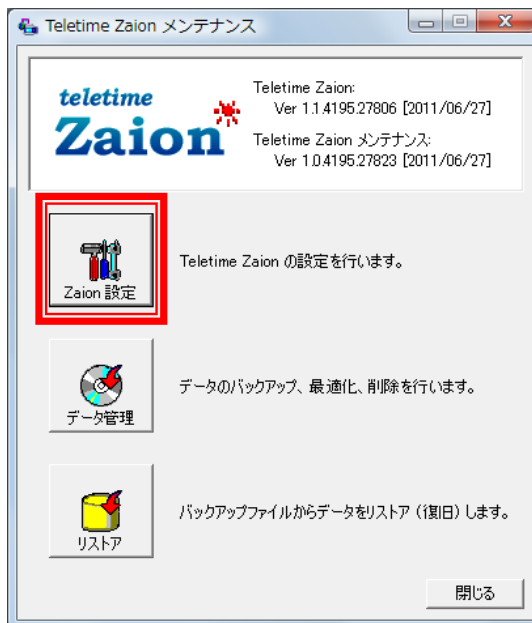 Teletime Zaion メンテナンス
teletime
Zaion
Teletime Zaion:
Ver 1.1.4195.27806 [2011/06/27]
Teletime Zaion メンテナンス:
Ver 1.0.4195.27823 [2011/06/27]
Zaion 設定
Teletime Zaion の設定を行います。
データ管理
データのバックアップ、最適化、削除を行います。
リストア
バックアップファイルからデータをリストア（復旧）します。
閉じる